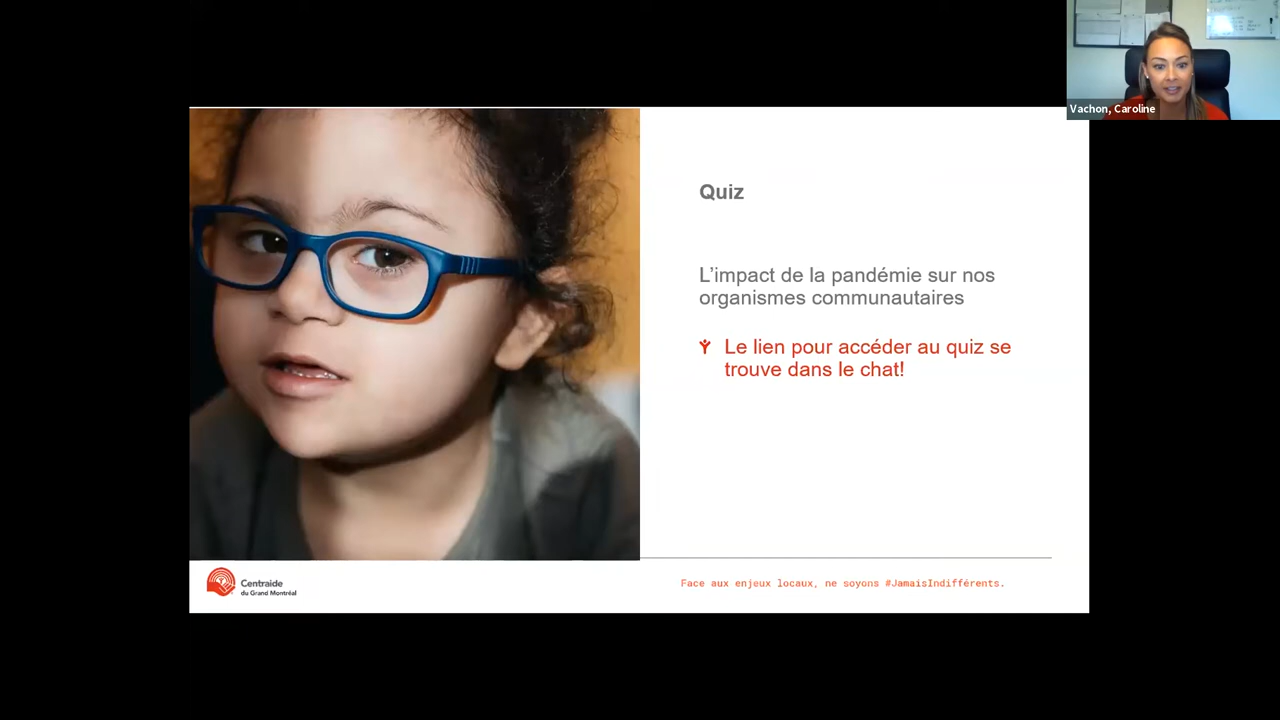 Vachon, Caroline
Quiz
L'impact de la pandémie sur nos
organismes communautaires
Le lien pour accéder au quiz se
trouve dans le chat!
Centraide
du Grand Montréal
Face aux enjeux locaux, ne soyons #JamaisIndifférents.